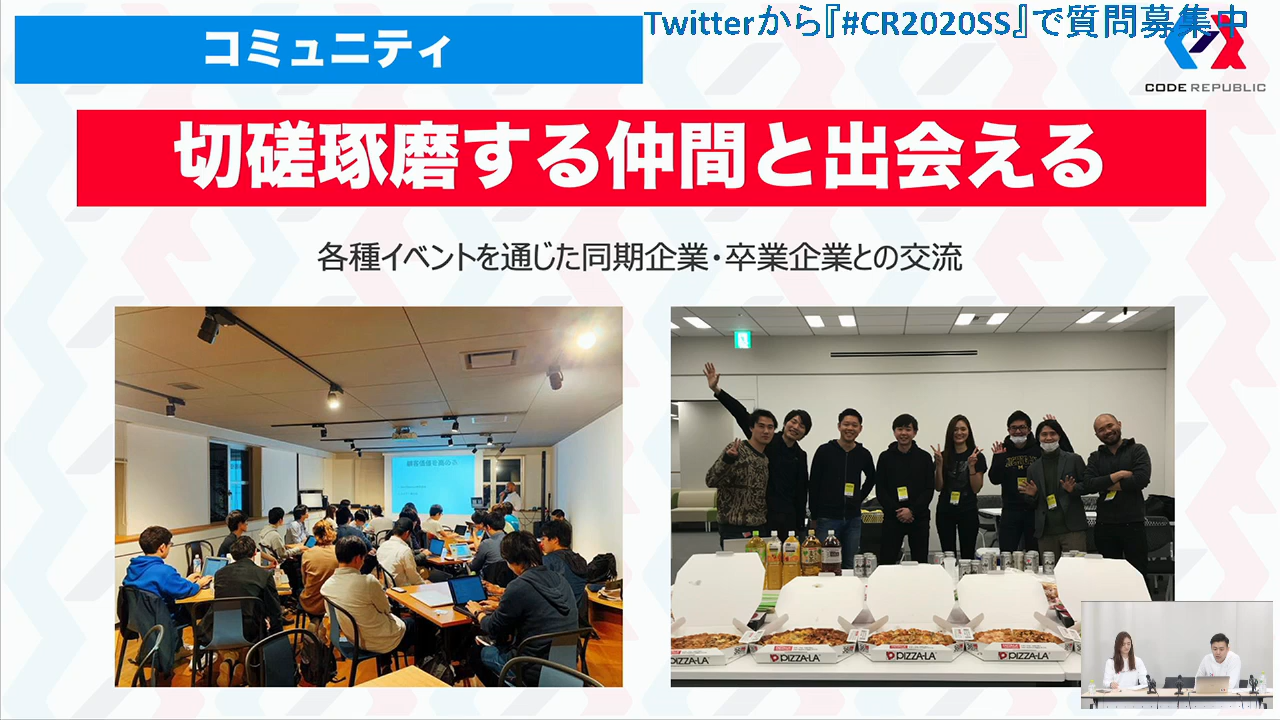 Twitterから『#CR2020SS』で質問募集中
コミュニティ
CODE REPUBLIC
切磋琢磨する仲間と出会える
各種イベントを通じた同期企業・卒業企業との交流
PIZZA-LA
PIZZA-LA
PIZZA-LA
PIZZA-LA